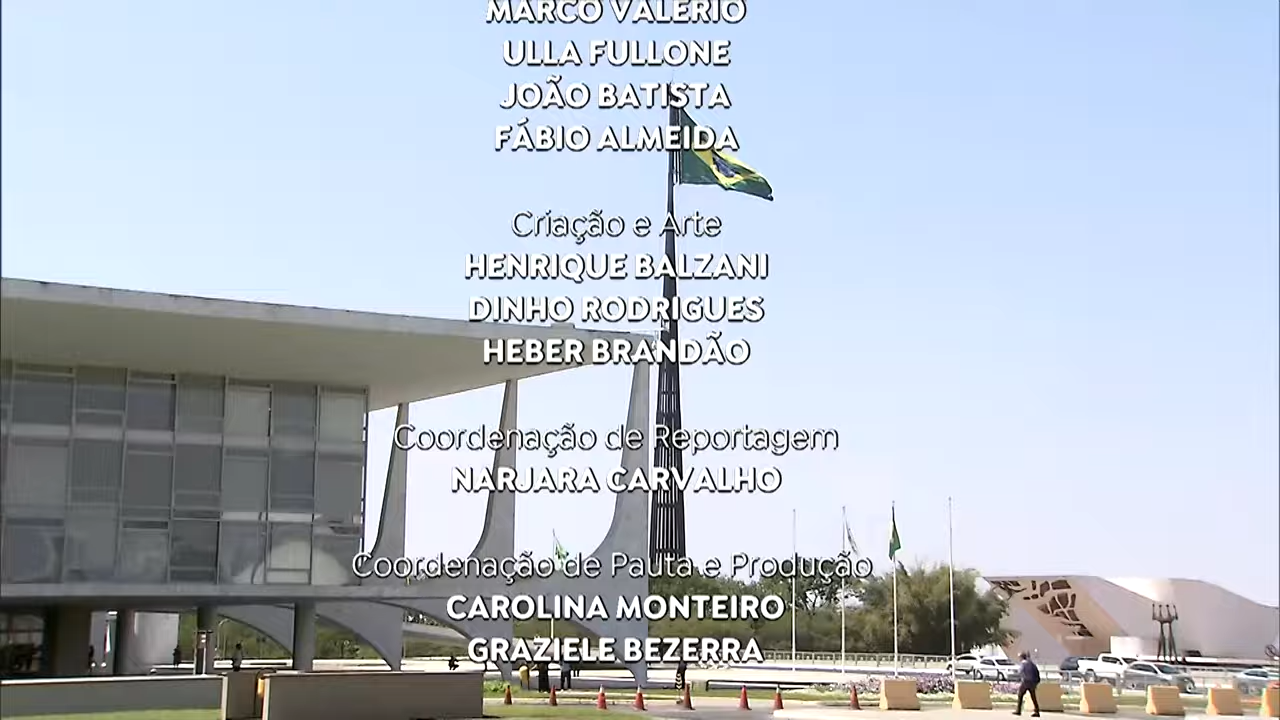 MARCO VALÉRIO
ULLA FULLONE
JOÃO BATISTA
FÁBIO ALMEIDA
Criação e Arte
HENRIQUE BALZANI
DINHO RODRIGUES
HEBER BRANDÃO
Coordenação de Reportagem
NARJARA CARVALHO
Coordenação de Pauta e Produção
CAROLINA MONTEIRO
GRAZIELE BEZERRA